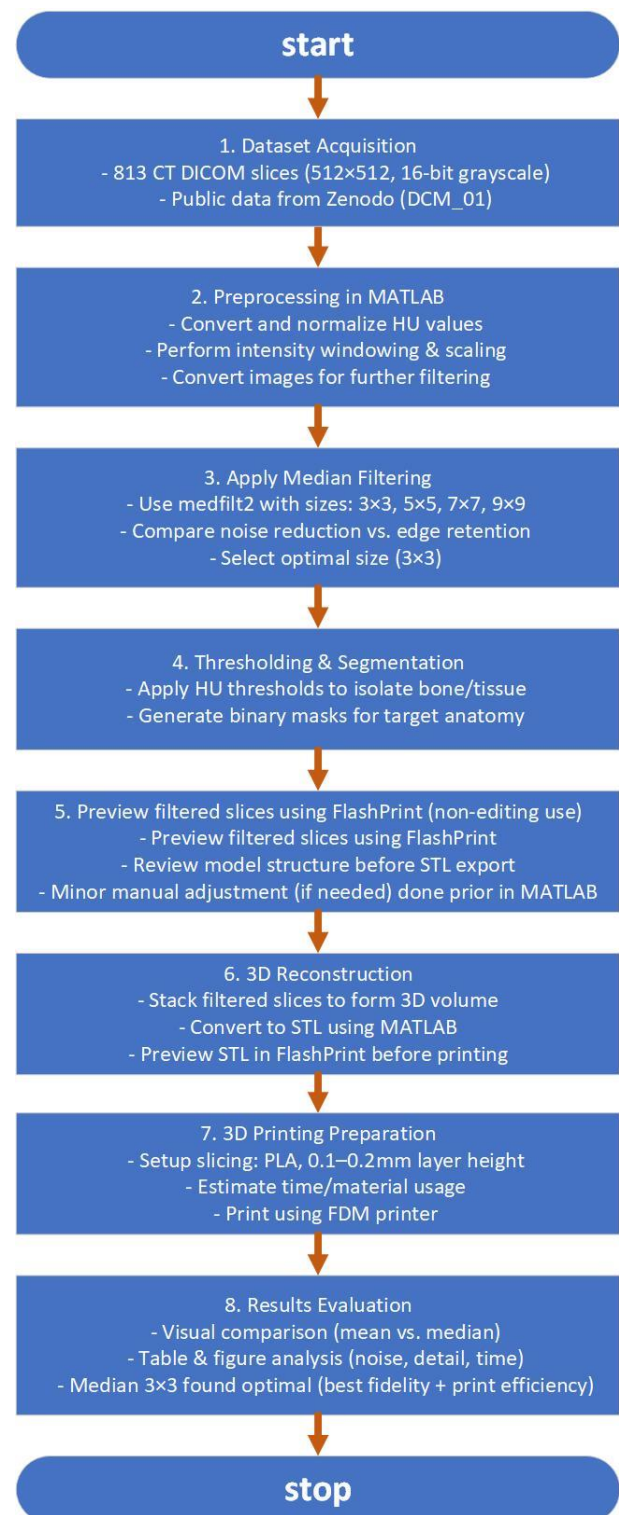 start
1. Dataset Acquisition
- 813 CT DICOM slices (512×512, 16-bit grayscale)
- Public data from Zenodo (DCM_01)
2. Preprocessing in MATLAB
- Convert and normalize HU values
- Perform intensity windowing & scaling
- Convert images for further filtering
3. Apply Median Filtering
- Use medfilt2 with sizes: 3×3, 5×5, 7×7, 9×9
- Compare noise reduction vs. edge retention
- Select optimal size (3×3)
4. Thresholding & Segmentation
- Apply HU thresholds to isolate bone/tissue
- Generate binary masks for target anatomy
5. Preview filtered slices using FlashPrint (non-editing use)
- Preview filtered slices using FlashPrint
- Review model structure before STL export
- Minor manual adjustment (if needed) done prior in MATLAB
6. 3D Reconstruction
- Stack filtered slices to form 3D volume
- Convert to STL using MATLAB
- Preview STL in FlashPrint before printing
7. 3D Printing Preparation
- Setup slicing: PLA, 0.1–0.2mm layer height
- Estimate time/material usage
- Print using FDM printer
8. Results Evaluation
- Visual comparison (mean vs. median)
- Table & figure analysis (noise, detail, time)
- Median 3×3 found optimal (best fidelity + print efficiency)
stop